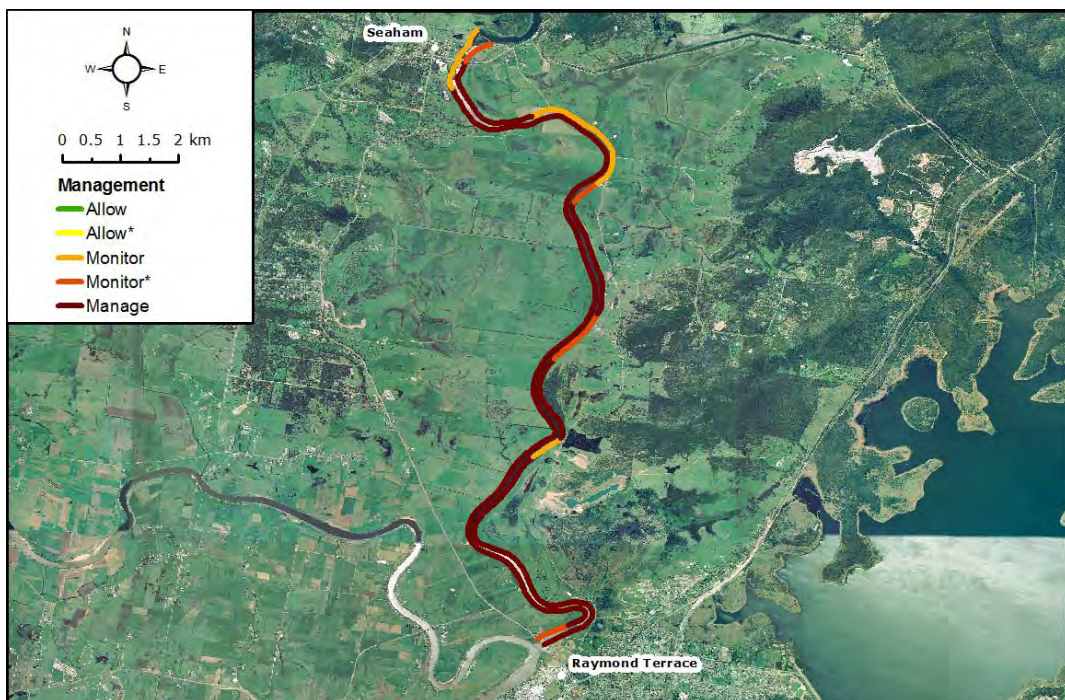 Seaham
N
W E
S
0 0.5 1 1.5 2 km
Management
Allow
Allow*
Monitor
Monitor*
Manage
Raymond Terrace